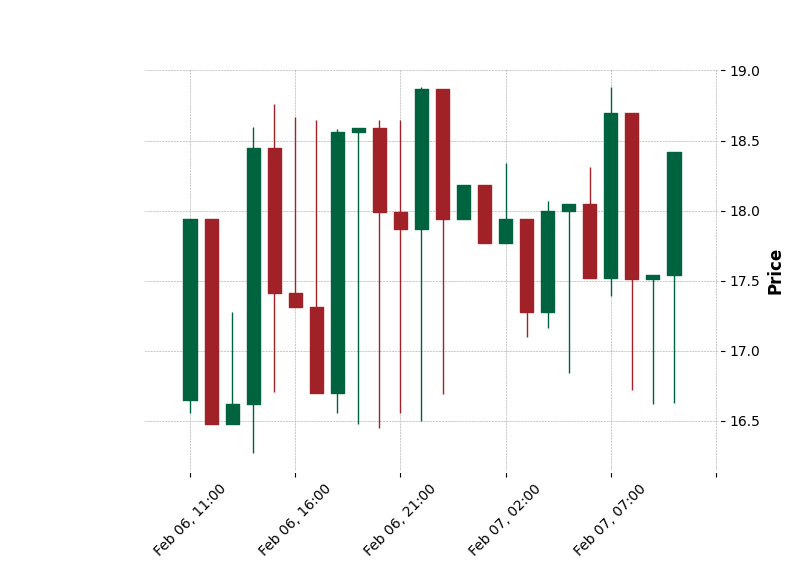 19.0
18.5
18.0
17.5
17.0
16.5
Price
Feb 06, 11:00
Feb 06, 16:00
Feb 06, 21:00
Feb 07, 02:00
Feb 07, 07:00